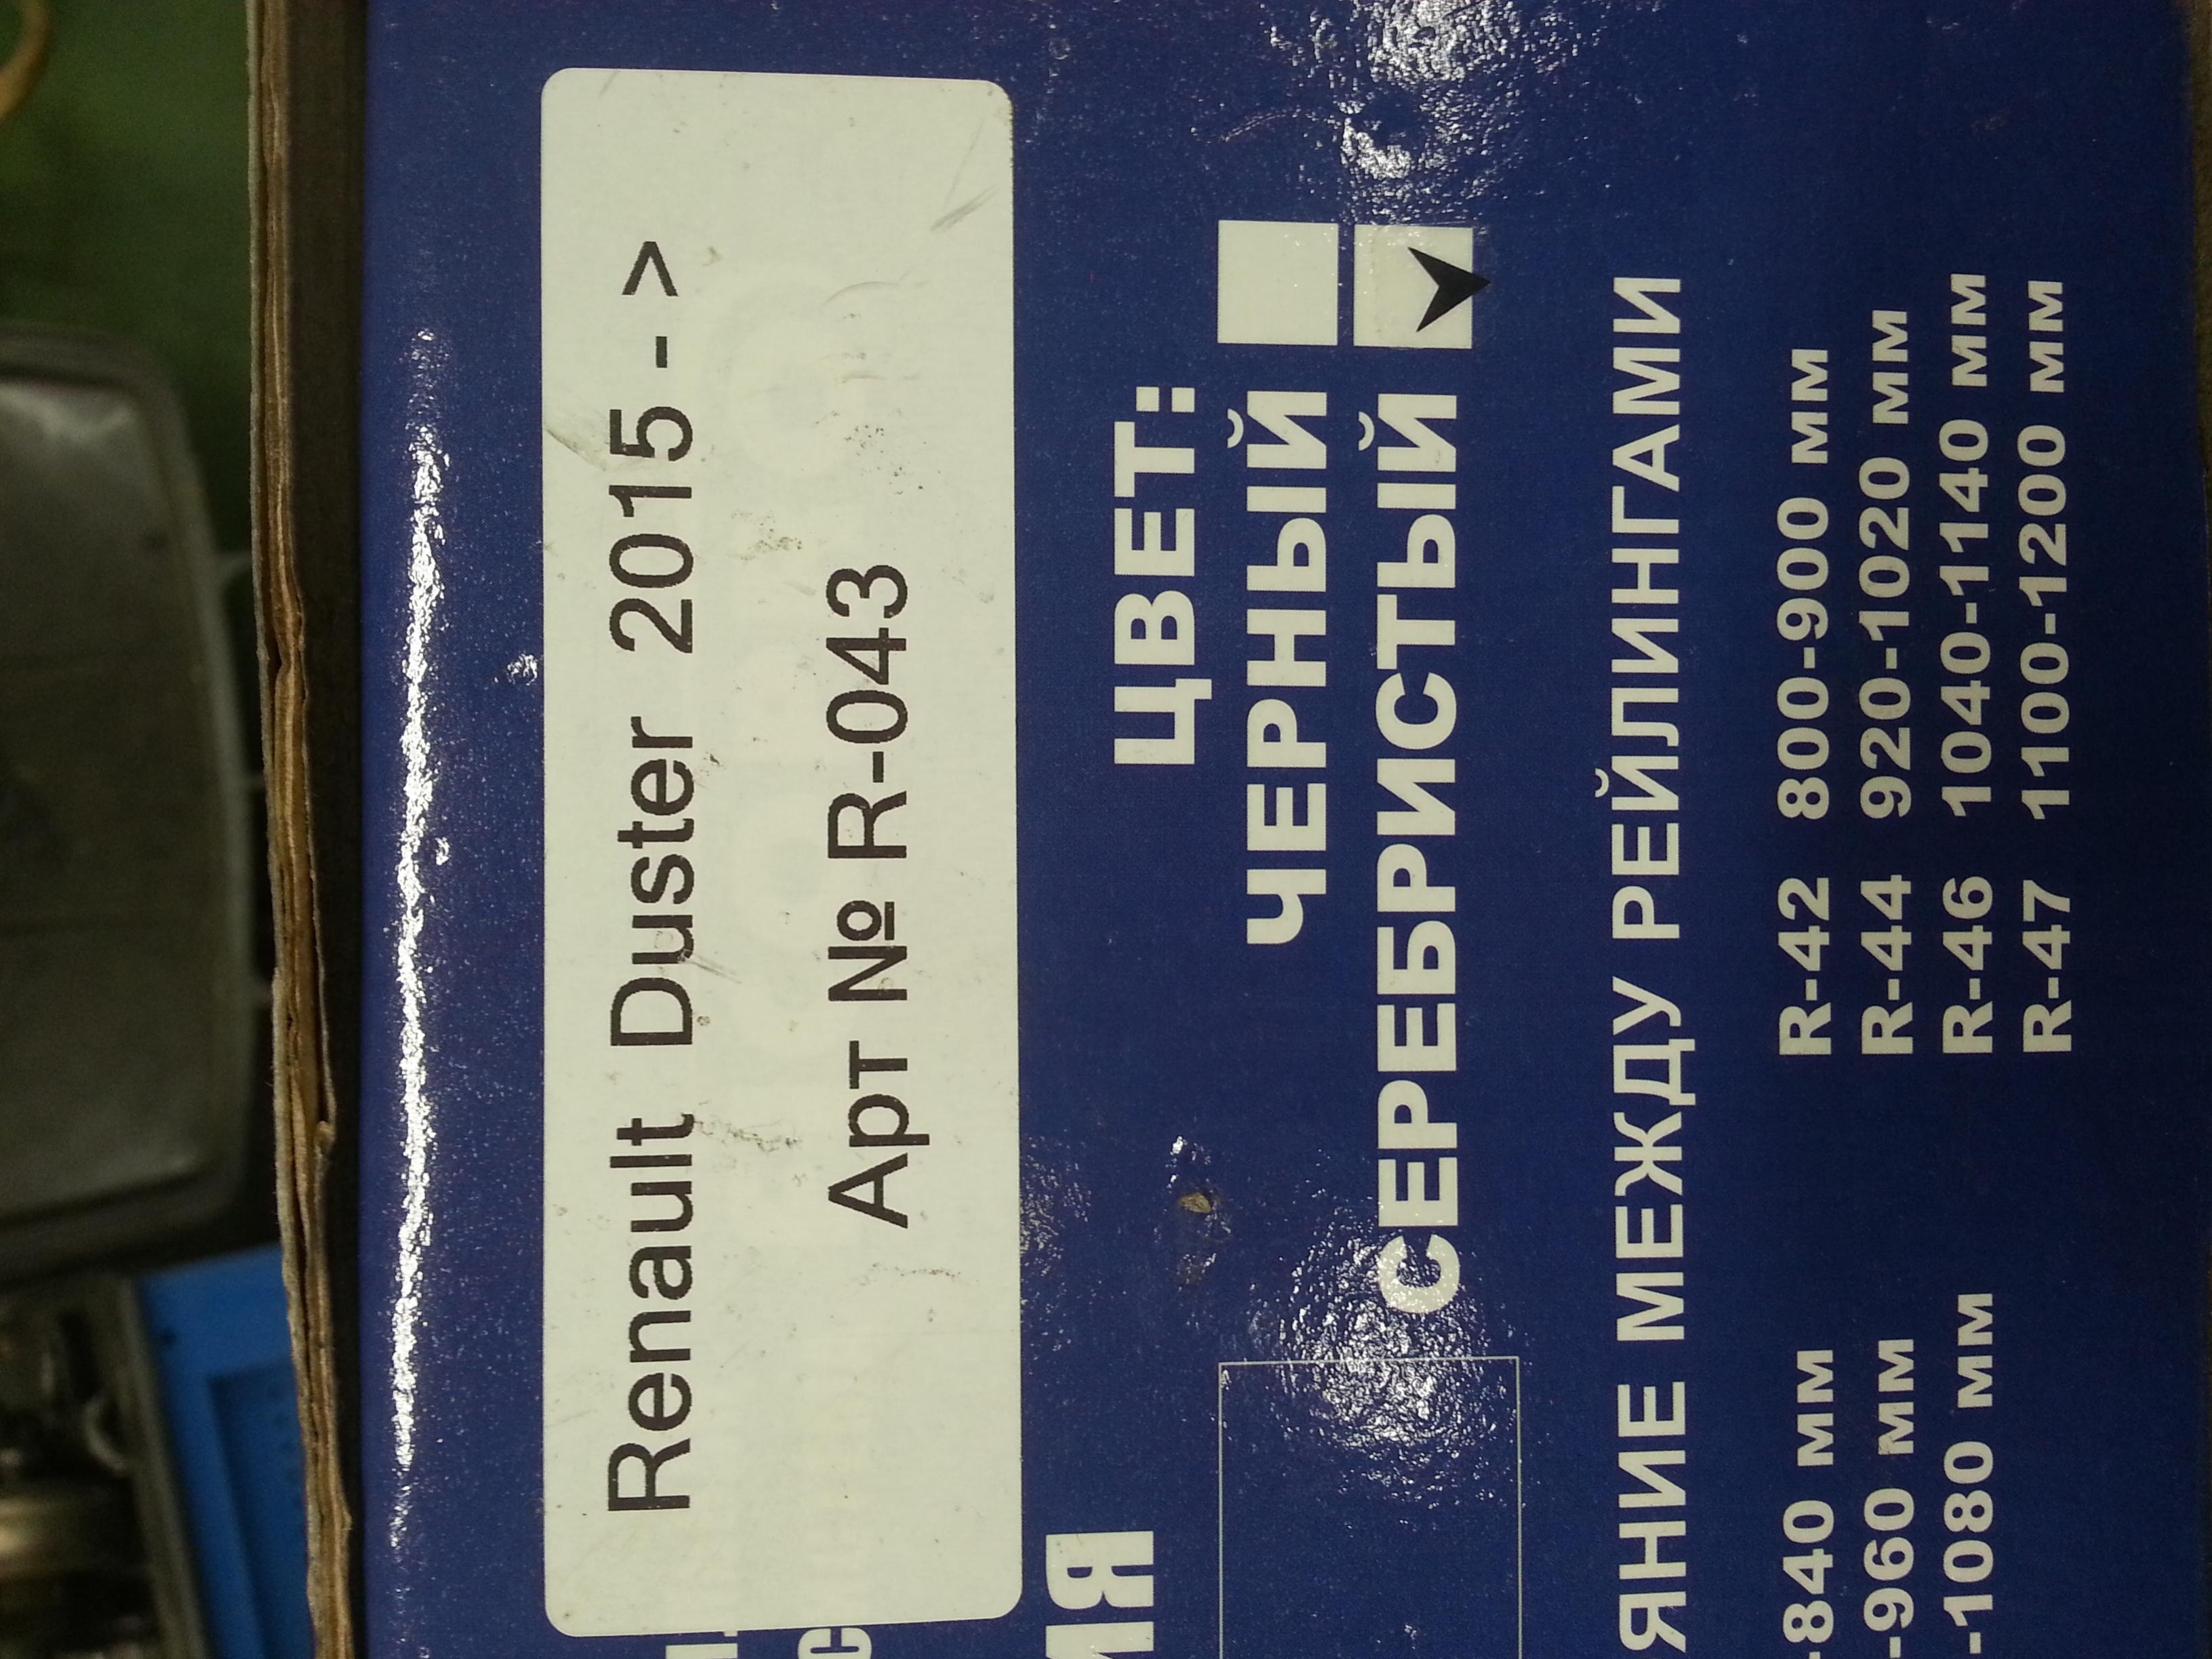 Renault Duster 2015 - >
Арт № R-043
ИЯ
ЦВЕТ:
ЧЕРНЫЙ
СЕРЕБРИСТЫЙ
ЯНИЕ МЕЖДУ РЕЙЛИНГАМИ
-840 мм R-42 800-900 мм
-960 мм R-44 920-1020 мм
-1080 мм R-46 1040-1140 мм
R-47 1100-1200 мм